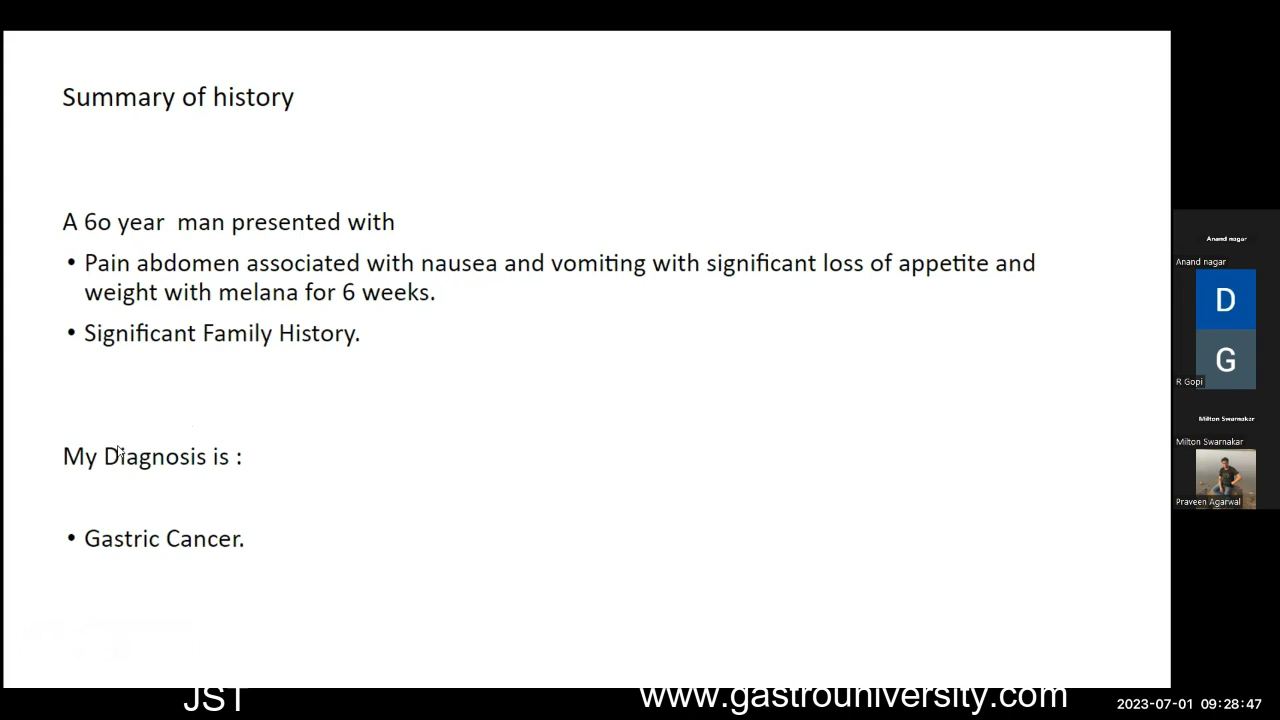 Summary of history
A 6o year  man presented with
• Pain abdomen associated with nausea and vomiting with significant loss of appetite and
weight with melana for 6 weeks.
• Significant Family History.
My Diagnosis is :
• Gastric Cancer.
Anand nagar
Anand nagar
D
G
R Gopi
Milton Swarnakar
Milton Swarnakar
Praveen Agarwal
JST
www.gastrouniversity.com
2023-07-01 09:28:47